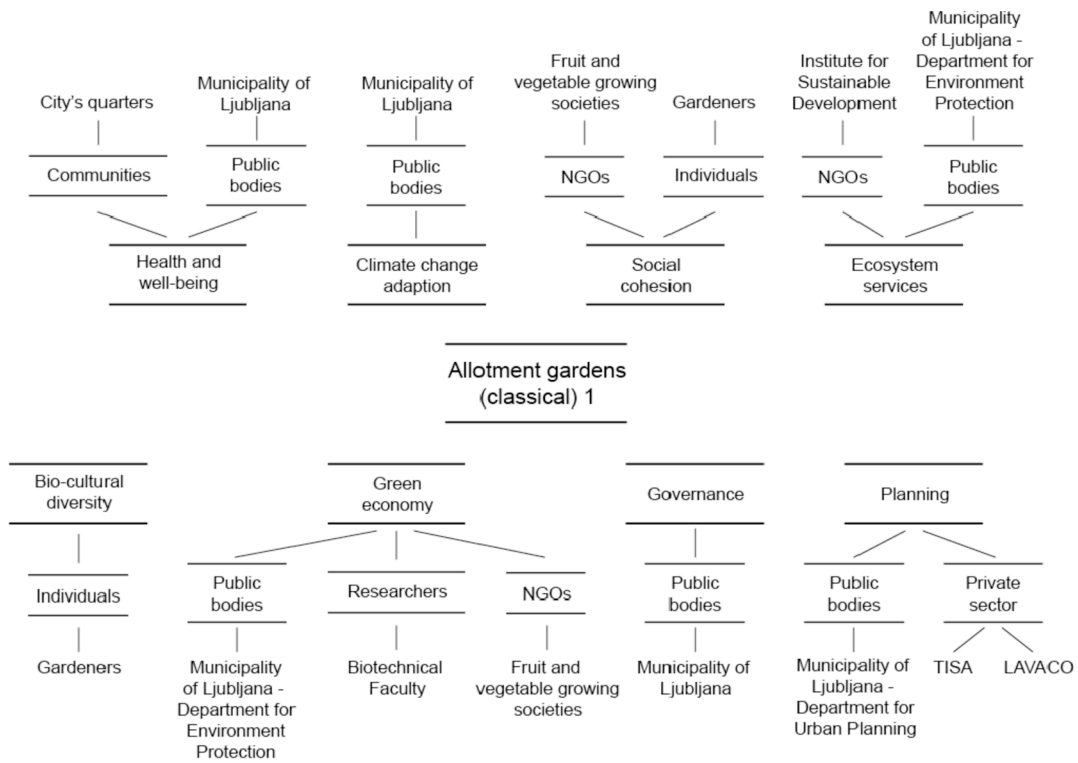 City's quarters
Municipality of
Ljubljana
Municipality of
Ljubljana
Fruit and
vegetable growing
societies
Gardeners
Institute for
Sustainable
Development
Municipality
of Ljubljana -
Department for
Environment
Protection
Communities
Public
bodies
Public
bodies
NGOs
Individuals
NGOs
Public
bodies
Health and
well-being
Climate change
adaption
Social
cohesion
Ecosystem
services
Allotment gardens
(classical) 1
Bio-cultural
diversity
Green
economy
Governance
Planning
Individuals
Public
bodies
Researchers
NGOs
Public
bodies
Public
bodies
Private
sector
Gardeners
Municipality
of Ljubljana -
Department for
Environment
Protection
Biotechnical
Faculty
Fruit and
vegetable growing
societies
Municipality of
Ljubljana
Municipality of
Ljubljana -
Department for
Urban Planning
TISA
LAVACO